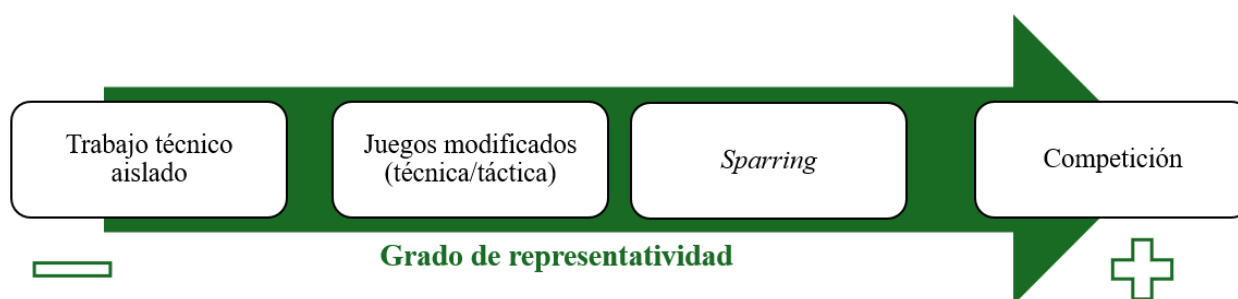 Trabajo técnico
aislado
Juegos modificados
(técnica/táctica)
Sparring
Competición
Grado de representatividad